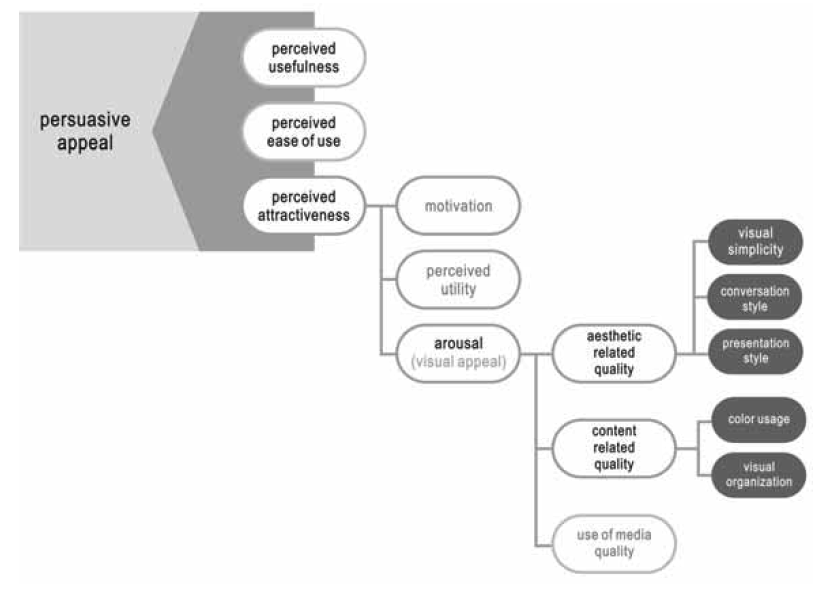 persuasive
appeal
perceived
usefulness
perceived
ease of use
perceived
attractiveness
motivation
perceived
utility
arousal
(visual appeal)
aesthetic
related
quality
visual
simplicity
conversation
style
presentation
style
content
related
quality
color usage
visual
organization
use of media
quality